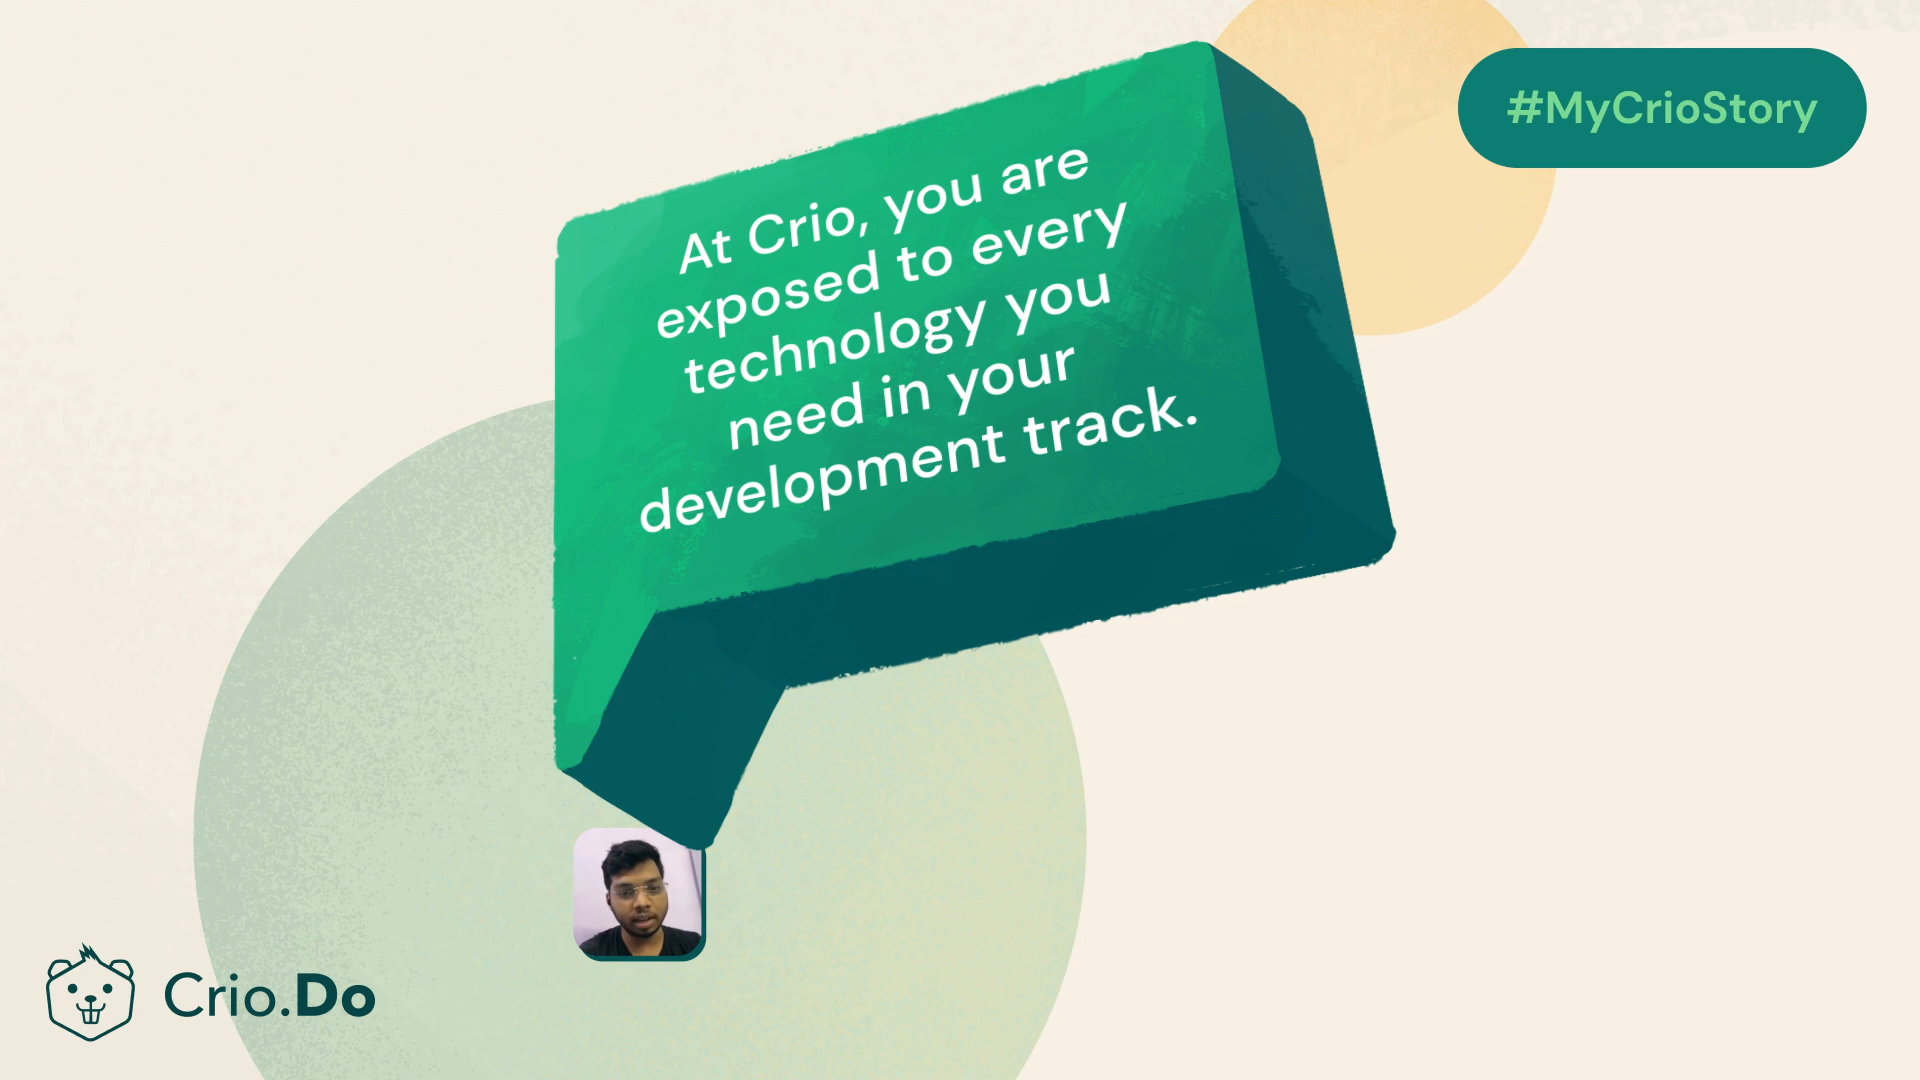 #MyCrioStory
At Crio, you are
exposed to every
technology you
need in your
development track.
Crio.Do